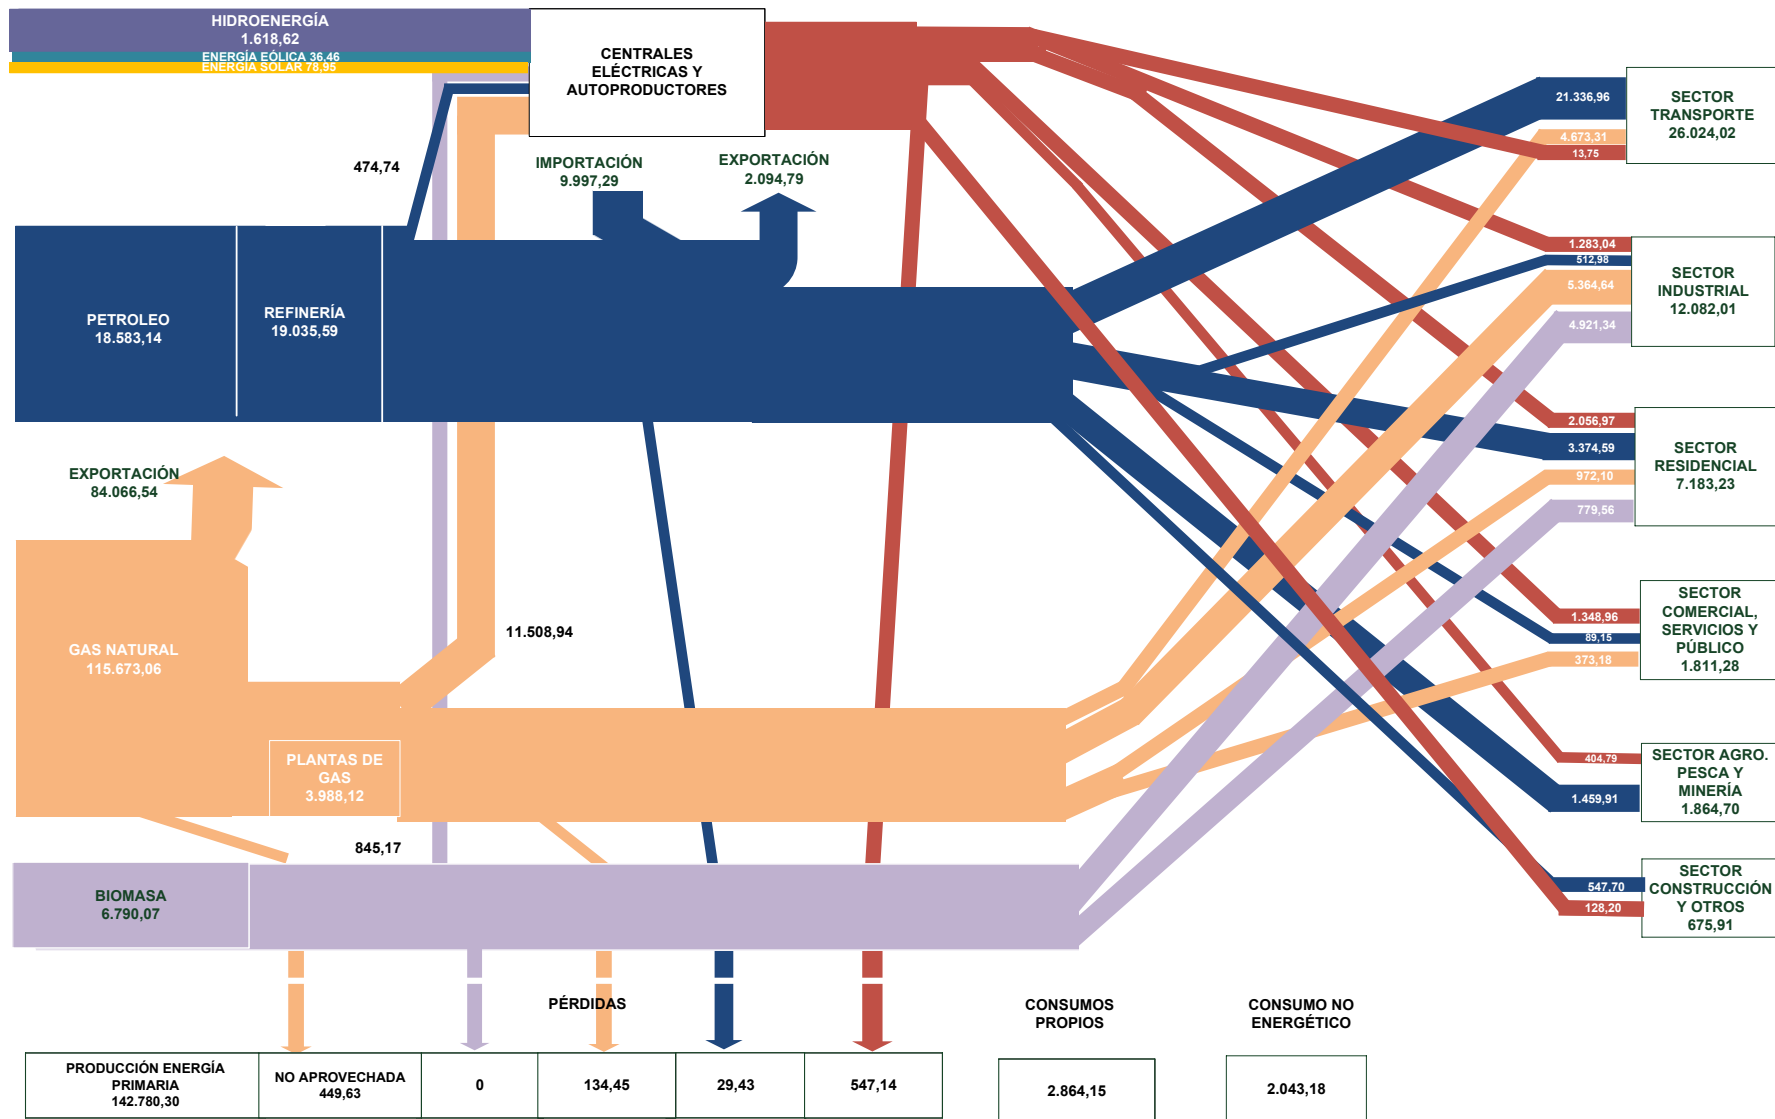 HIDROENERGÍA
1.618,62
ENERGÍA EÓLICA 36,46
ENERGÍA SOLAR 78,95
CENTRALES
ELÉCTRICAS Y
AUTOPRODUCTORES
474,74
IMPORTACIÓN
9.997,29
EXPORTACIÓN
2.094,79
PETROLEO
18.583,14
REFINERÍA
19.035,59
EXPORTACIÓN
84.066,54
GAS NATURAL
115.673,06
11.508,94
PLANTAS DE
GAS
3.988,12
845,17
BIOMASA
6.790,07
21.336,96
4.673,31
13,75
SECTOR
TRANSPORTE
26.024,02
1.283,04
512,98
5.364,64
4.921,34
SECTOR
INDUSTRIAL
12.082,01
2.056,97
3.374,59
972,10
779,56
SECTOR
RESIDENCIAL
7.183,23
1.348,96
89,15
373,18
SECTOR
COMERCIAL,
SERVICIOS Y
PÚBLICO
1.811,28
404,79
1.459,91
SECTOR AGRO.
PESCA Y
MINERÍA
1.864,70
547,70
128,20
SECTOR
CONSTRUCCIÓN
Y OTROS
675,91
PÉRDIDAS
CONSUMOS
PROPIOS
CONSUMO NO
ENERGÉTICO
PRODUCCIÓN ENERGÍA
PRIMARIA
142.780,30
NO APROVECHADA
449,63
0
134,45
29,43
547,14
2.864,15
2.043,18